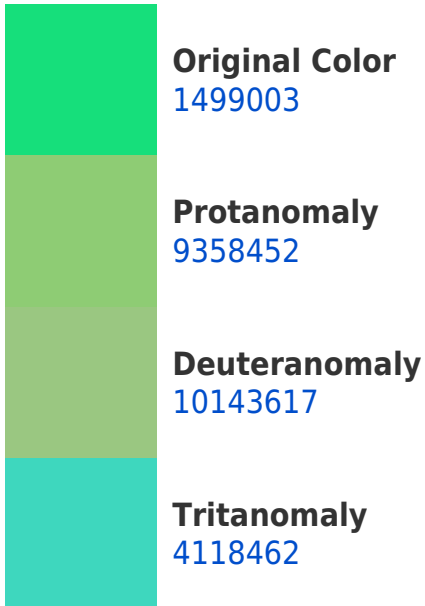 Original Color
1499003
Protanomaly
9358452
Deuteranomaly
10143617
Tritanomaly
4118462